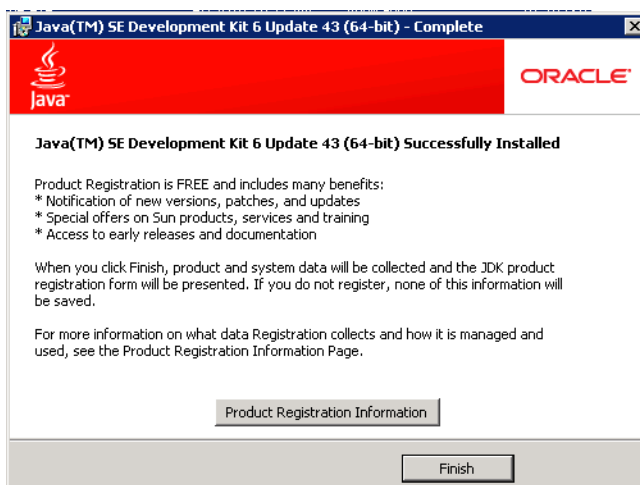 Java(TM) SE Development Kit 6 Update 43 (64-bit) - Complete
Java™
ORACLE®
Java(TM) SE Development Kit 6 Update 43 (64-bit) Successfully Installed
Product Registration is FREE and includes many benefits:
* Notification of new versions, patches, and updates
* Special offers on Sun products, services and training
* Access to early releases and documentation
When you click Finish, product and system data will be collected and the JDK product
registration form will be presented. If you do not register, none of this information will
be saved.
For more information on what data Registration collects and how it is managed and
used, see the Product Registration Information Page.
Product Registration Information
Finish